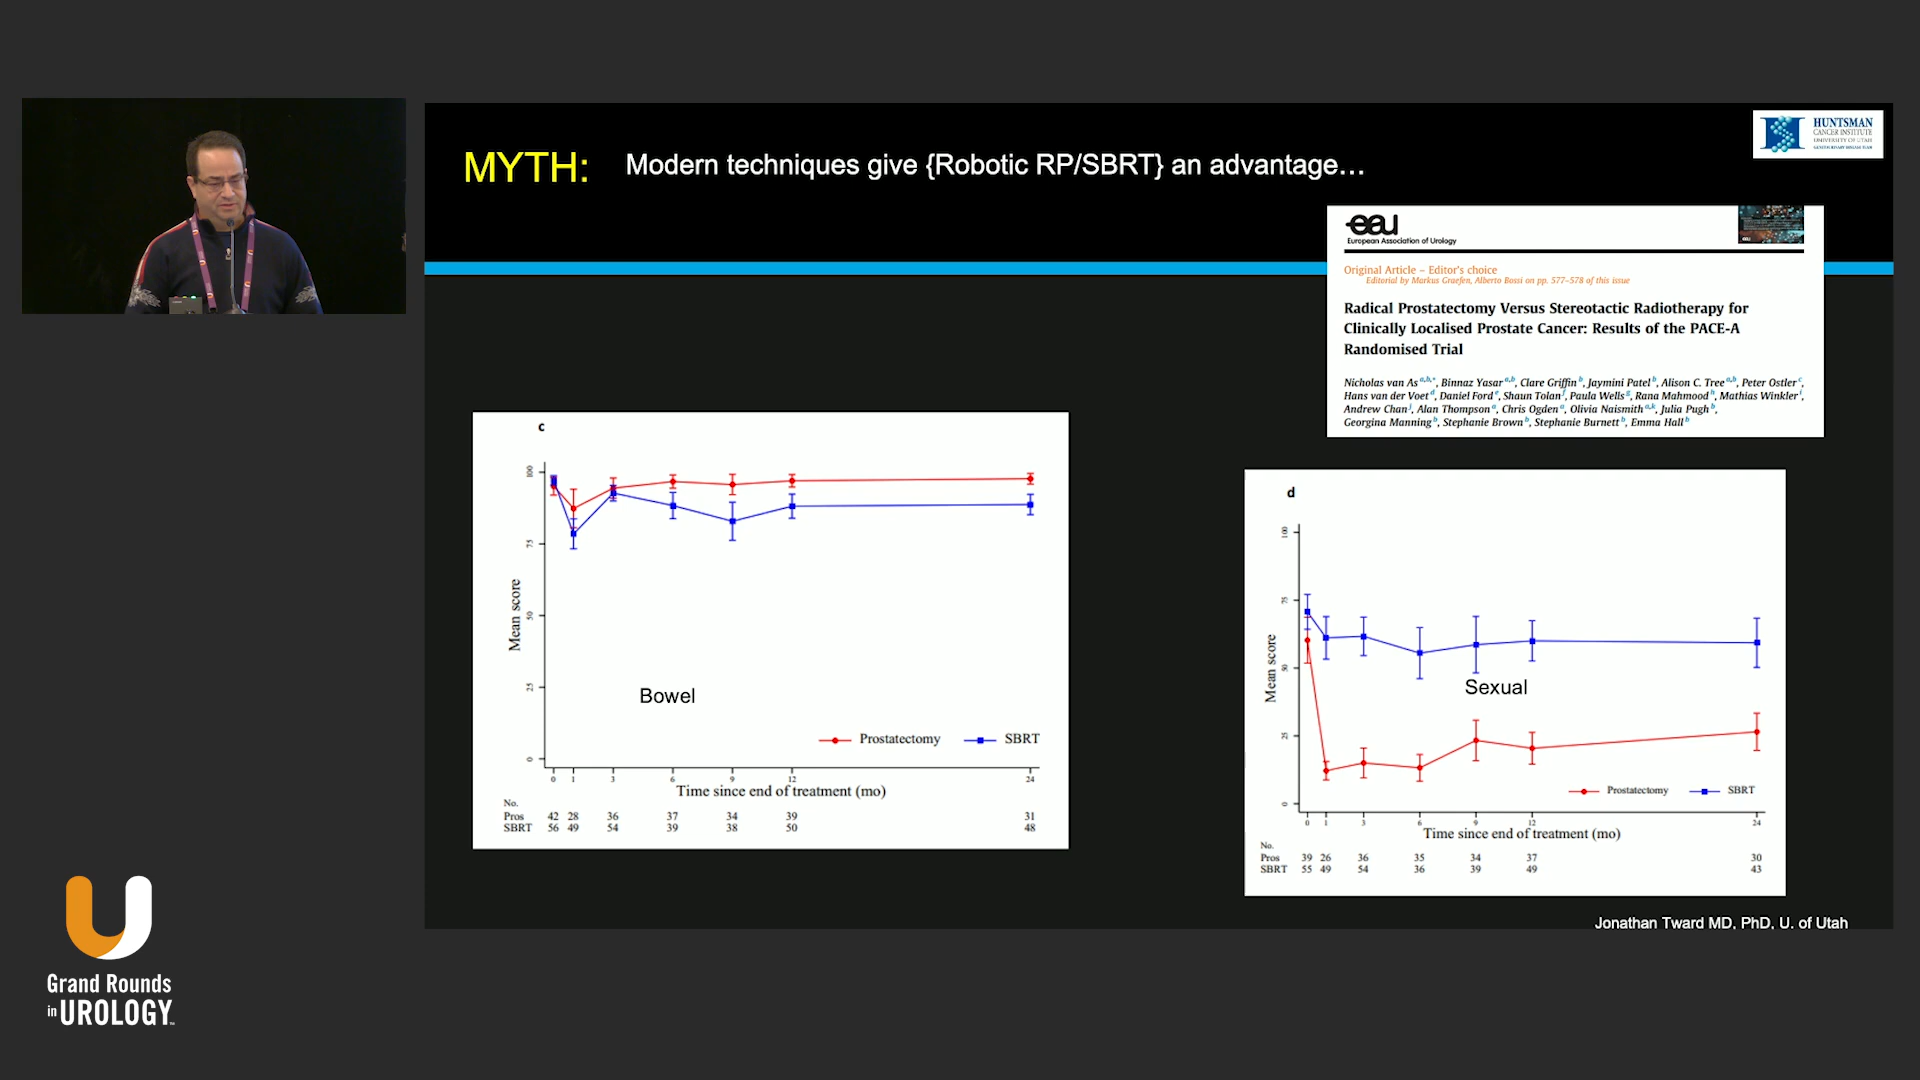 MYTH: Modern techniques give {Robotic RP/SBRT} an advantage...
HUNTSMAN
CANCER INSTITUTE
UNIVERSITY OF UTAH
eau
European Association of Urology
Original Article – Editor's choice
Editorial by Markus Graefen, Alberto Bossi on pp. 577–578 of this issue
Radical Prostatectomy Versus Stereotactic Radiotherapy for
Clinically Localised Prostate Cancer: Results of the PACE-A
Randomised Trial
Nicholas van As a,b,*, Binnaz Yasar a,b, Clare Griffin b, Jaymini Patel b, Alison C. Tree a,b, Peter Ostler c,
Hans van der Voet d, Daniel Ford e, Shaun Tolan f, Paula Wells g, Rana Mahmood h, Mathias Winkler i,
Andrew Chan j, Alan Thompson a, Chris Ogden a, Olivia Naismith a,k, Julia Pugh b,
Georgina Manning b, Stephanie Brown b, Stephanie Burnett b, Emma Hall b
c
100
75
50
25
0
Mean score
Bowel
Prostatectomy SBRT
0 1 3 6 9 12 24
Time since end of treatment (mo)
No.
Pros 42 28 36 37 34 39 31
SBRT 56 49 54 39 38 50 48
d
100
75
50
25
0
Mean score
Sexual
Prostatectomy SBRT
0 1 3 6 9 12 24
Time since end of treatment (mo)
No.
Pros 39 26 36 35 34 37 30
SBRT 55 49 54 36 39 49 43
Jonathan Tward MD, PhD, U. of Utah
Grand Rounds
in UROLOGY™